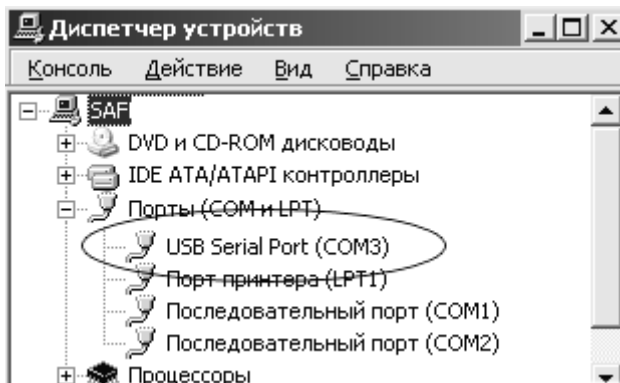 Диспетчер устройств
Консоль Действие Вид Справка
SAF
DVD и CD-ROM дисководы
IDE ATA/ATAPI контроллеры
Порты (COM и LPT)
USB Serial Port (COM3)
Порт принтера (LPT1)
Последовательный порт (COM1)
Последовательный порт (COM2)
Процессоры